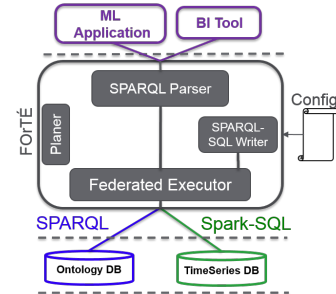 ML
Application
BI Tool
SPARQL Parser
Config
FOrTÉ
Planer
SPARQL-
SQL Writer
Federated Executor
SPARQL
Spark-SQL
Ontology DB
TimeSeries DB